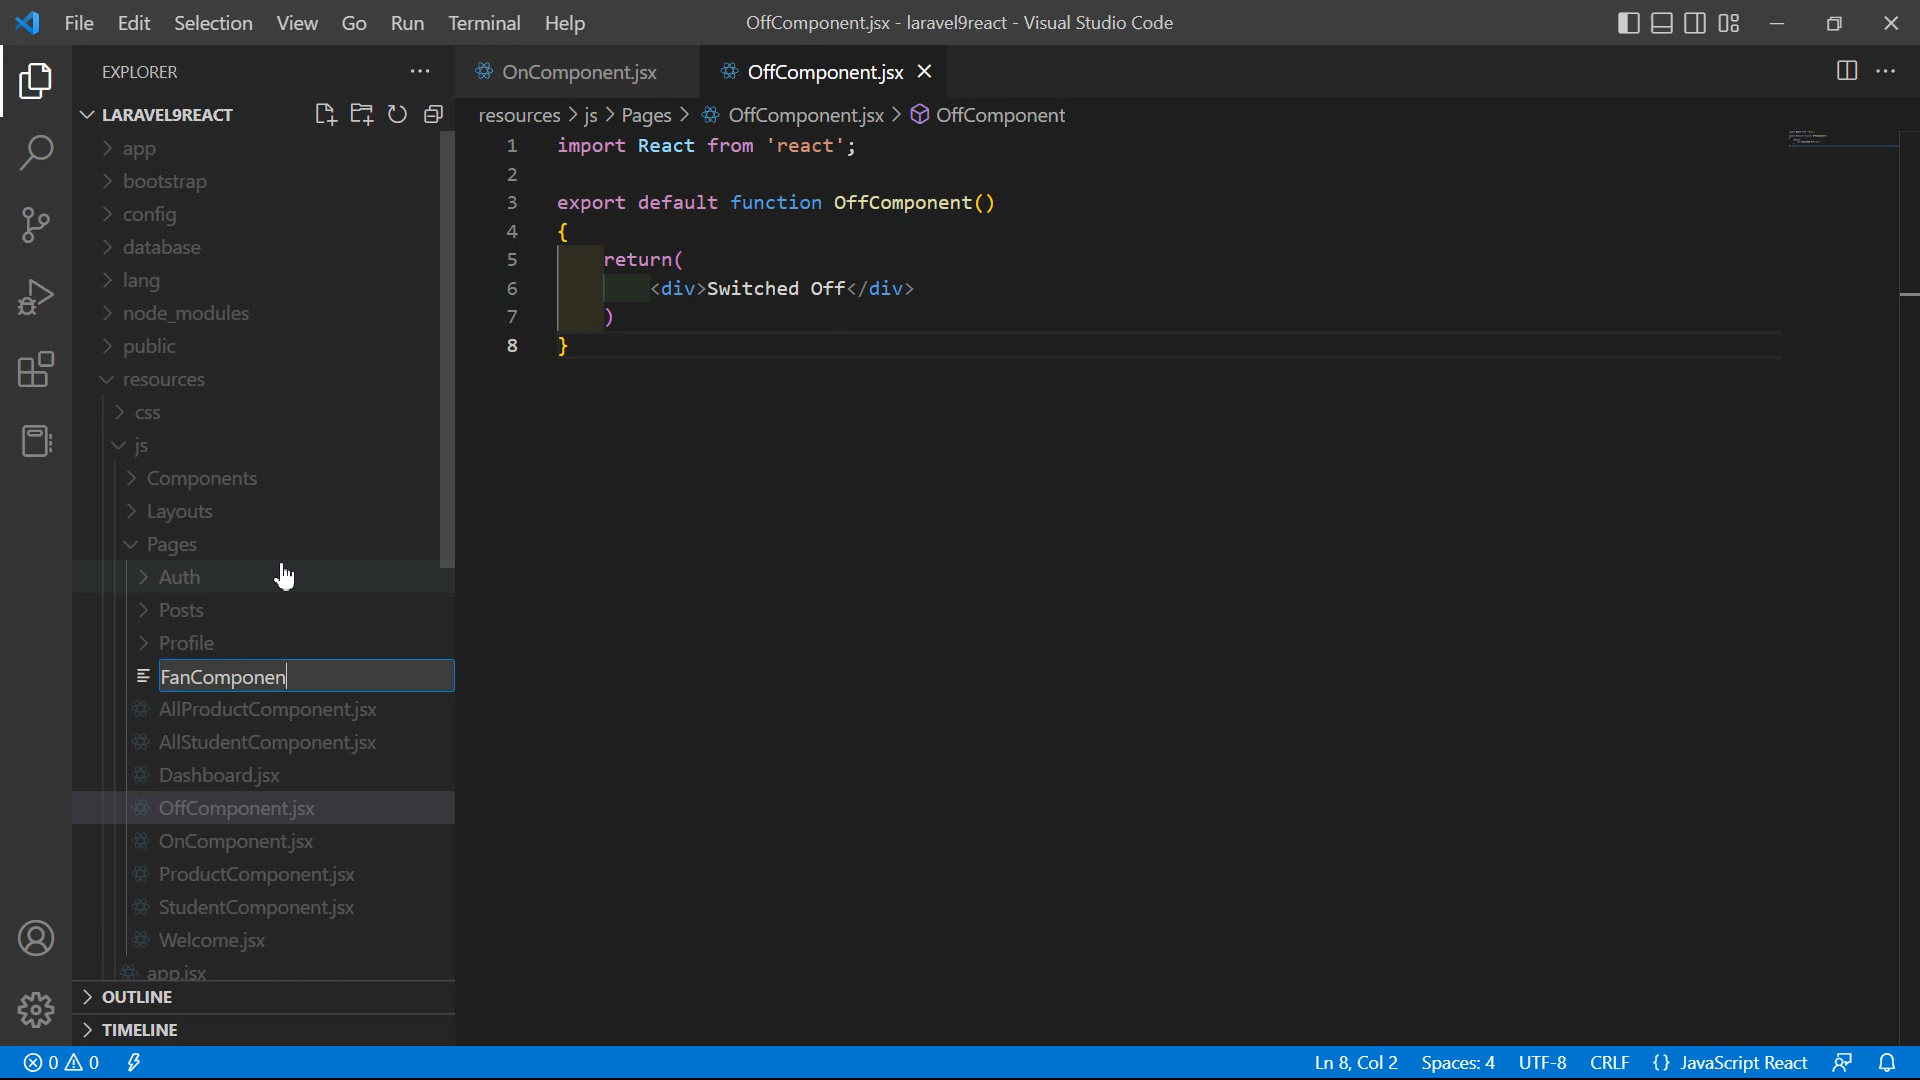 File Edit Selection View Go Run Terminal Help
OffComponent.jsx - laravel9react - Visual Studio Code
EXPLORER
LARAVEL9REACT
app
bootstrap
config
database
lang
node_modules
public
resources
css
js
Components
Layouts
Pages
Auth
Posts
Profile
FanComponen
AllProductComponent.jsx
AllStudentComponent.jsx
Dashboard.jsx
OffComponent.jsx
OnComponent.jsx
ProductComponent.jsx
StudentComponent.jsx
Welcome.jsx
app.jsx
OUTLINE
TIMELINE
OnComponent.jsx OffComponent.jsx
resources > js > Pages > OffComponent.jsx > OffComponent
1 import React from 'react';
2
3 export default function OffComponent()
4 {
5 return(
6 <div>Switched Off</div>
7 )
8 }
0 0
Ln 8, Col 2 Spaces: 4 UTF-8 CRLF {} JavaScript React